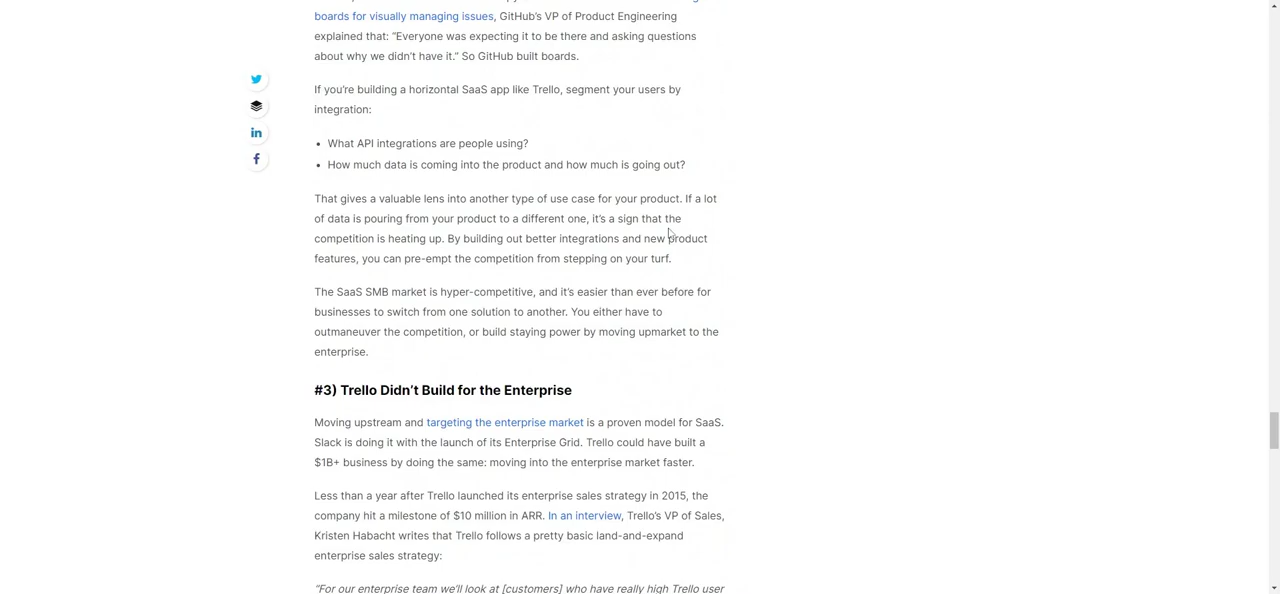 boards for visually managing issues, GitHub's VP of Product Engineering
explained that: “Everyone was expecting it to be there and asking questions
about why we didn't have it.” So GitHub built boards.
If you're building a horizontal SaaS app like Trello, segment your users by
integration:
• What API integrations are people using?
• How much data is coming into the product and how much is going out?
That gives a valuable lens into another type of use case for your product. If a lot
of data is pouring from your product to a different one, it's a sign that the
competition is heating up. By building out better integrations and new product
features, you can pre-empt the competition from stepping on your turf.
The SaaS SMB market is hyper-competitive, and it's easier than ever before for
businesses to switch from one solution to another. You either have to
outmaneuver the competition, or build staying power by moving upmarket to the
enterprise.
#3) Trello Didn't Build for the Enterprise
Moving upstream and targeting the enterprise market is a proven model for SaaS.
Slack is doing it with the launch of its Enterprise Grid. Trello could have built a
$1B+ business by doing the same: moving into the enterprise market faster.
Less than a year after Trello launched its enterprise sales strategy in 2015, the
company hit a milestone of $10 million in ARR. In an interview, Trello's VP of Sales,
Kristen Habacht writes that Trello follows a pretty basic land-and-expand
enterprise sales strategy:
“For our enterprise team we'll look at [customers] who have really high Trello user